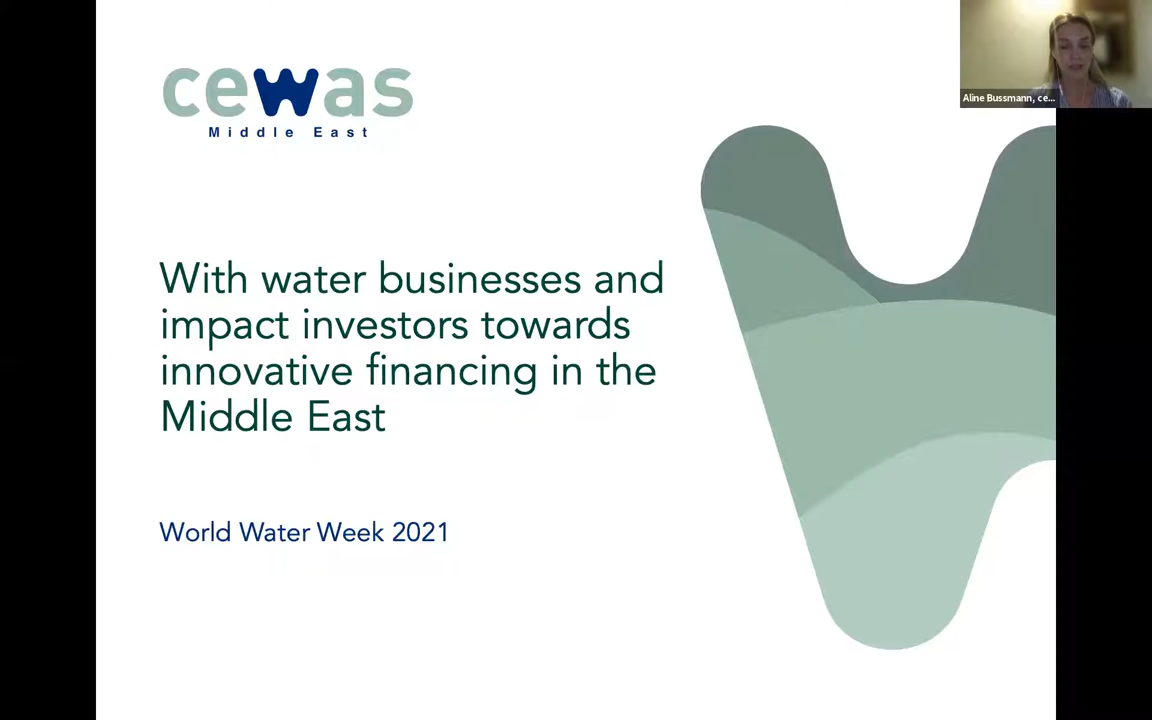 cewas
Middle East
Aline Bussmann, ce...
With water businesses and
impact investors towards
innovative financing in the
Middle East
World Water Week 2021